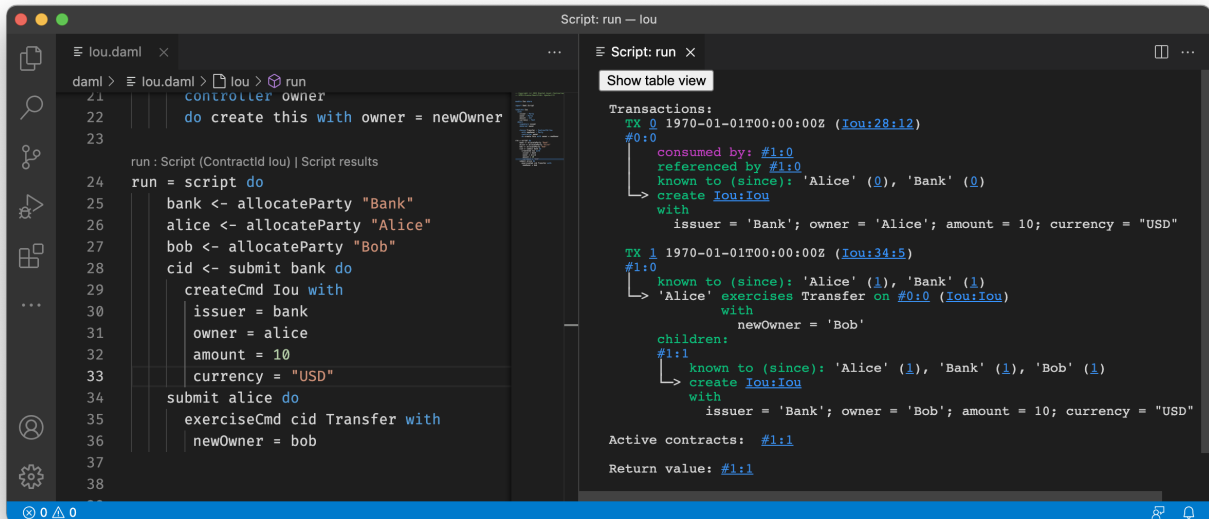 Script: run — Iou
Iou.daml
daml > Iou.daml > Iou > run
21 controller owner
22 do create this with owner = newOwner
23
run : Script (ContractId Iou) | Script results
24 run = script do
25 bank <- allocateParty "Bank"
26 alice <- allocateParty "Alice"
27 bob <- allocateParty "Bob"
28 cid <- submit bank do
29 createCmd Iou with
30 issuer = bank
31 owner = alice
32 amount = 10
33 currency = "USD"
34 submit alice do
35 exerciseCmd cid Transfer with
36 newOwner = bob
37
38
Script: run
Show table view
Transactions:
TX 0 1970-01-01T00:00:00Z (Iou:28:12)
#0:0
consumed by: #1:0
referenced by #1:0
known to (since): 'Alice' (0), 'Bank' (0)
create Iou:Iou
with
issuer = 'Bank'; owner = 'Alice'; amount = 10; currency = "USD"
TX 1 1970-01-01T00:00:00Z (Iou:34:5)
#1:0
known to (since): 'Alice' (1), 'Bank' (1)
'Alice' exercises Transfer on #0:0 (Iou:Iou)
with
newOwner = 'Bob'
children:
#1:1
known to (since): 'Alice' (1), 'Bank' (1), 'Bob' (1)
create Iou:Iou
with
issuer = 'Bank'; owner = 'Bob'; amount = 10; currency = "USD"
Active contracts: #1:1
Return value: #1:1
0 0